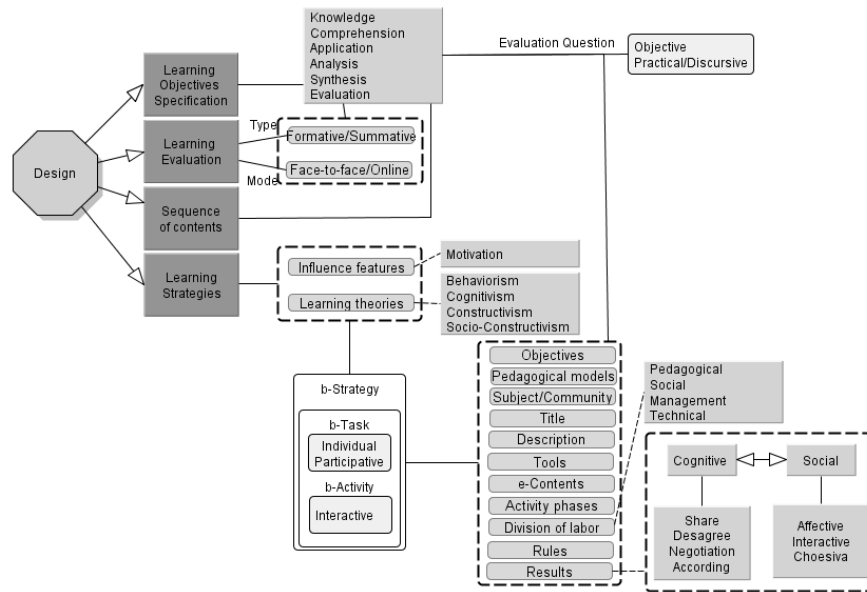 Knowledge
Comprehension
Application
Analysis
Synthesis
Evaluation
Evaluation Question
Objective
Practical/Discursive
Learning
Objectives
Specification
Type
Formative/Summative
Learning
Evaluation
Face-to-face/Online
Mode
Design
Sequence
of contents
Learning
Strategies
Influence features
Motivation
Learning theories
Behaviorism
Cognitivism
Constructivism
Socio-Constructivism
b-Strategy
b-Task
Individual
Participative
b-Activity
Interactive
Objectives
Pedagogical models
Subject/Community
Title
Description
Tools
e-Contents
Activity phases
Division of labor
Rules
Results
Pedagogical
Social
Management
Technical
Cognitive
Social
Share
Desagree
Negotiation
According
Affective
Interactive
Choesiva